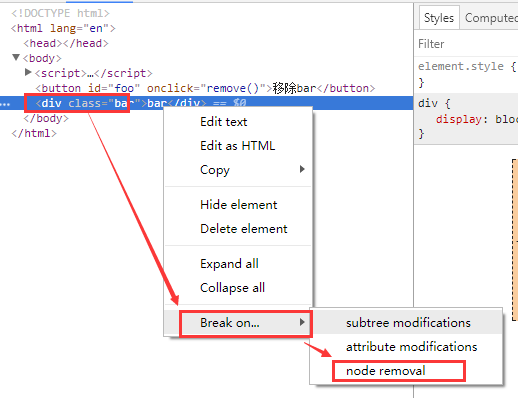 <!DOCTYPE html>
<html lang="en">
<head></head>
▼<body>
▶<script>…</script>
<button id="foo" onclick="remove()">移除bar</button>
… <div class="bar">bar</div> == $0
</body>
</html>
Edit text
Edit as HTML
Copy
Hide element
Delete element
Expand all
Collapse all
Break on...
subtree modifications
attribute modifications
node removal
Styles Computed
Filter
element.style {
}
div {
display: bloc
}